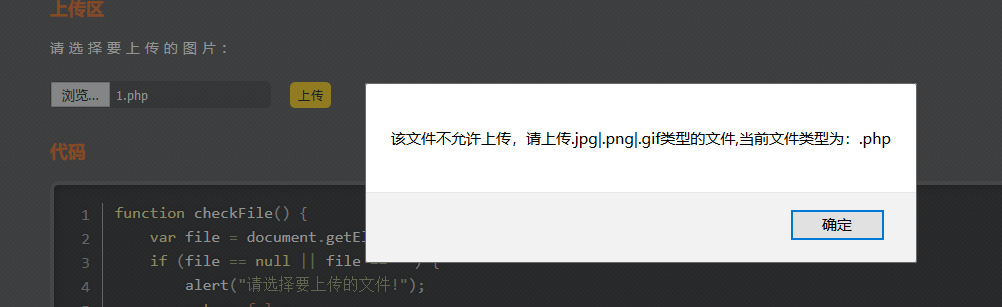 上传区
请选择要上传的图片：
浏览... 1.php 上传
该文件不允许上传，请上传.jpg|.png|.gif类型的文件,当前文件类型为：.php
确定
代码
1 function checkFile() {
2 var file = document.getEl
3 if (file == null || file == ) {
4 alert("请选择要上传的文件!");